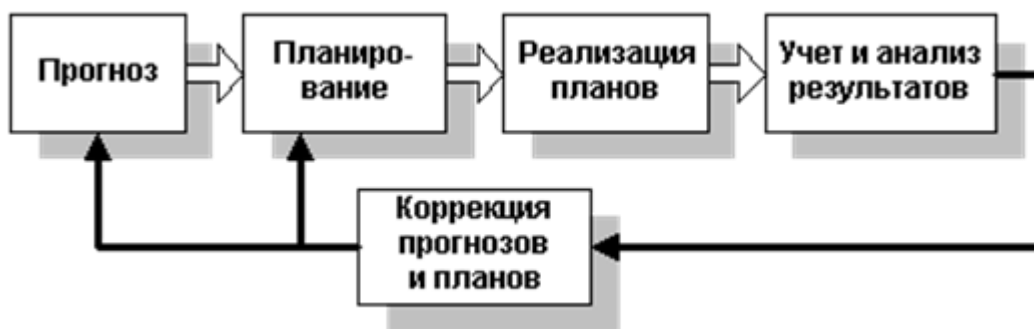 Прогноз
Планиро-
вание
Реализация
планов
Учет и анализ
результатов
Коррекция
прогнозов
и планов